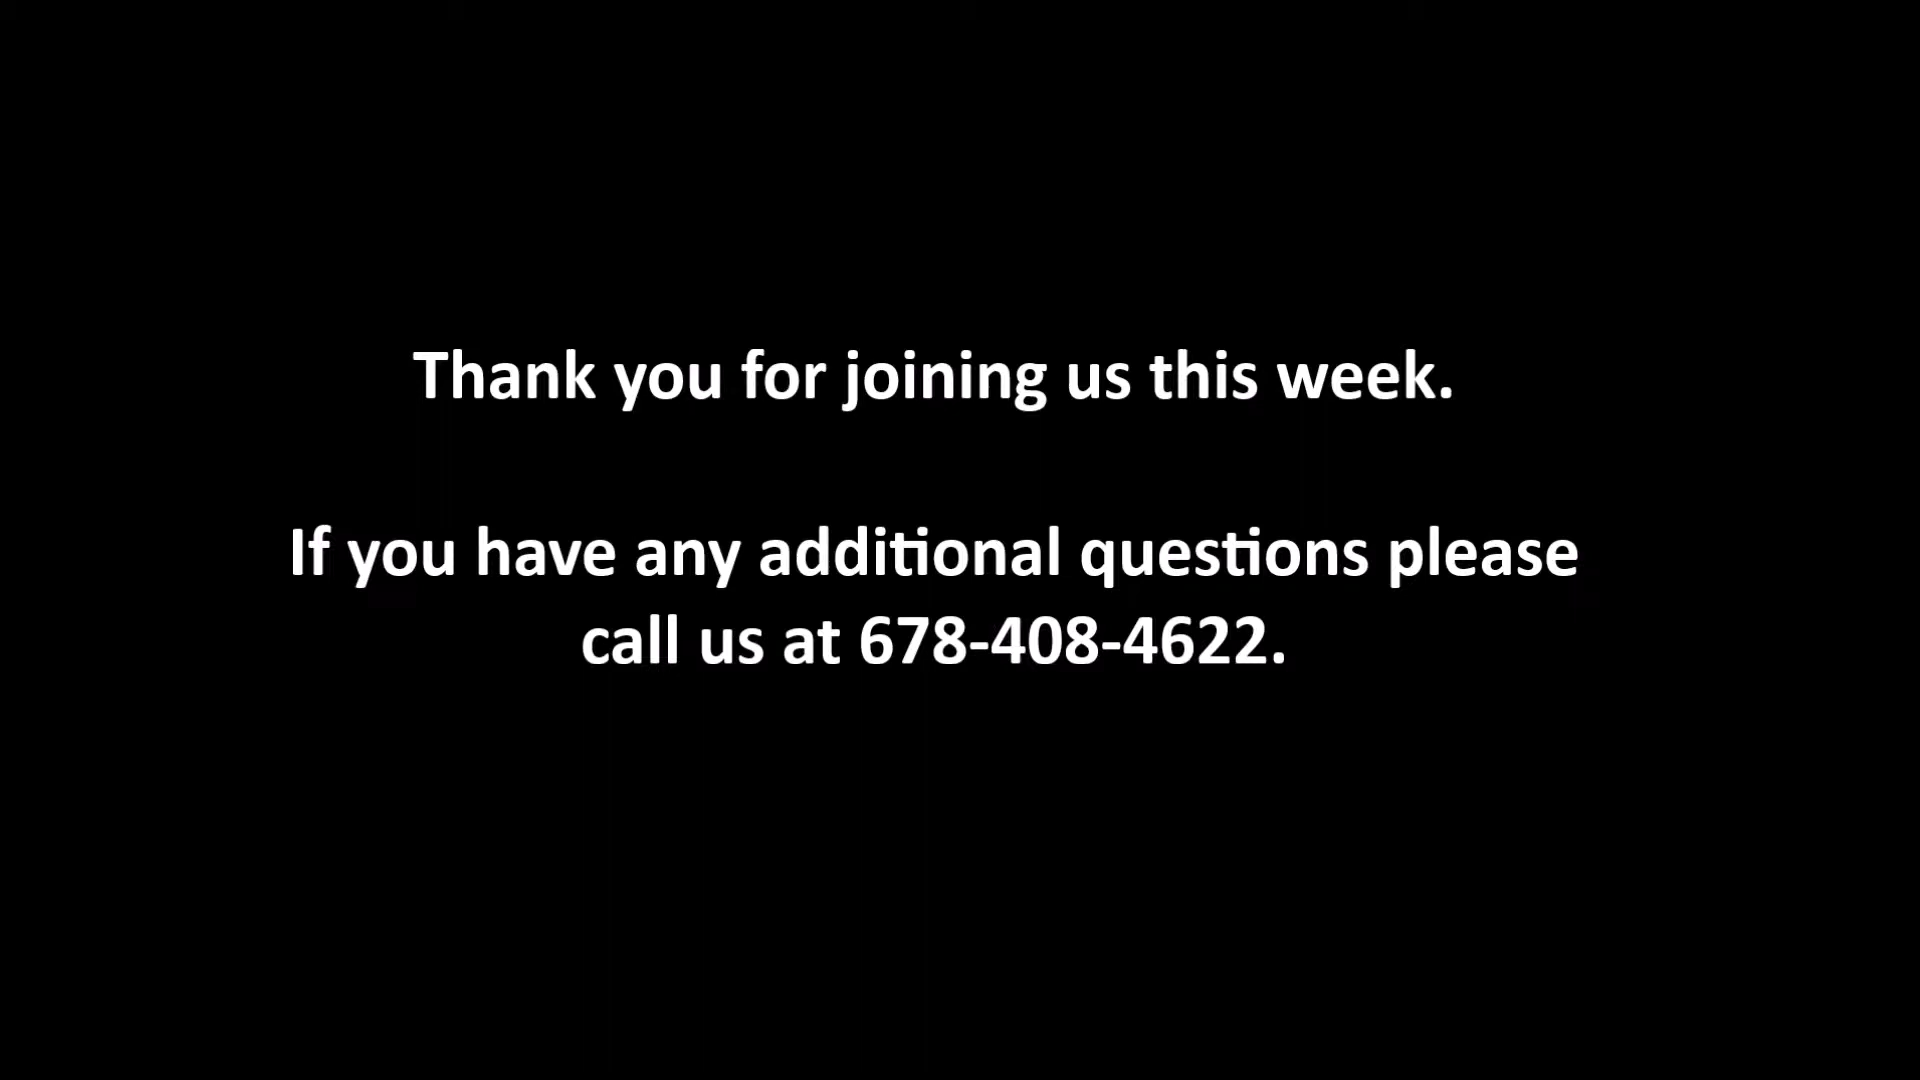 Thank you for joining us this week.
If you have any additional questions please
call us at 678-408-4622.